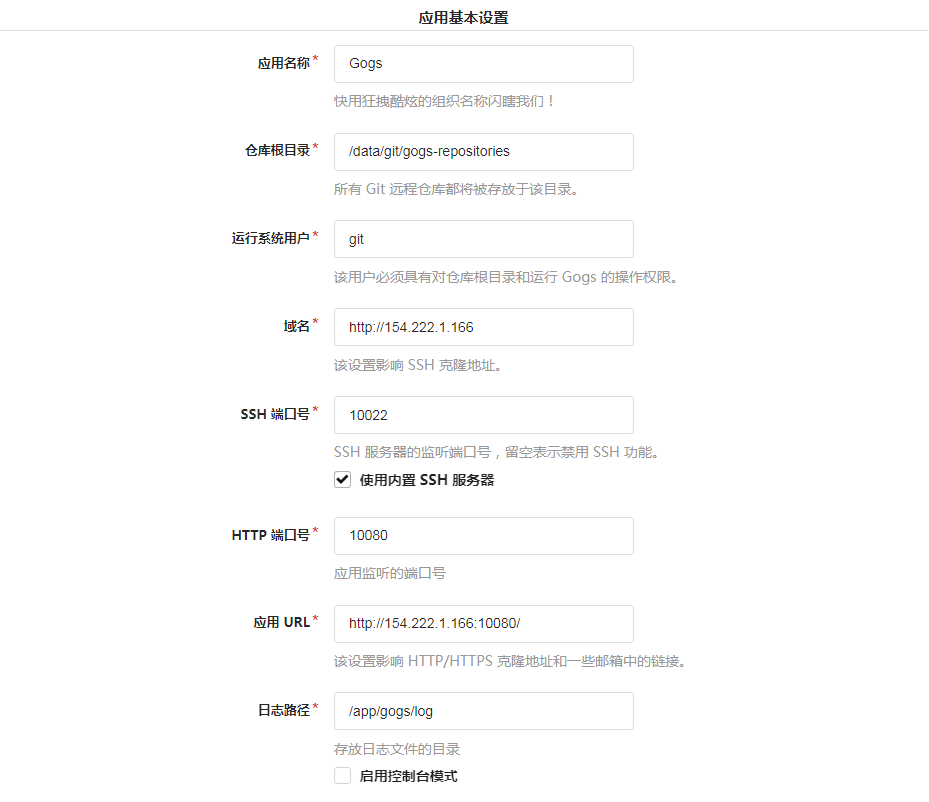 应用基本设置
应用名称* Gogs
快用狂拽酷炫的组织名称闪瞎我们！
仓库根目录* /data/git/gogs-repositories
所有 Git 远程仓库都将被存放于该目录。
运行系统用户* git
该用户必须具有对仓库根目录和运行 Gogs 的操作权限。
域名* http://154.222.1.166
该设置影响 SSH 克隆地址。
SSH 端口号* 10022
SSH 服务器的监听端口号，留空表示禁用 SSH 功能。
使用内置 SSH 服务器
HTTP 端口号* 10080
应用监听的端口号
应用 URL* http://154.222.1.166:10080/
该设置影响 HTTP/HTTPS 克隆地址和一些邮箱中的链接。
日志路径* /app/gogs/log
存放日志文件的目录
启用控制台模式